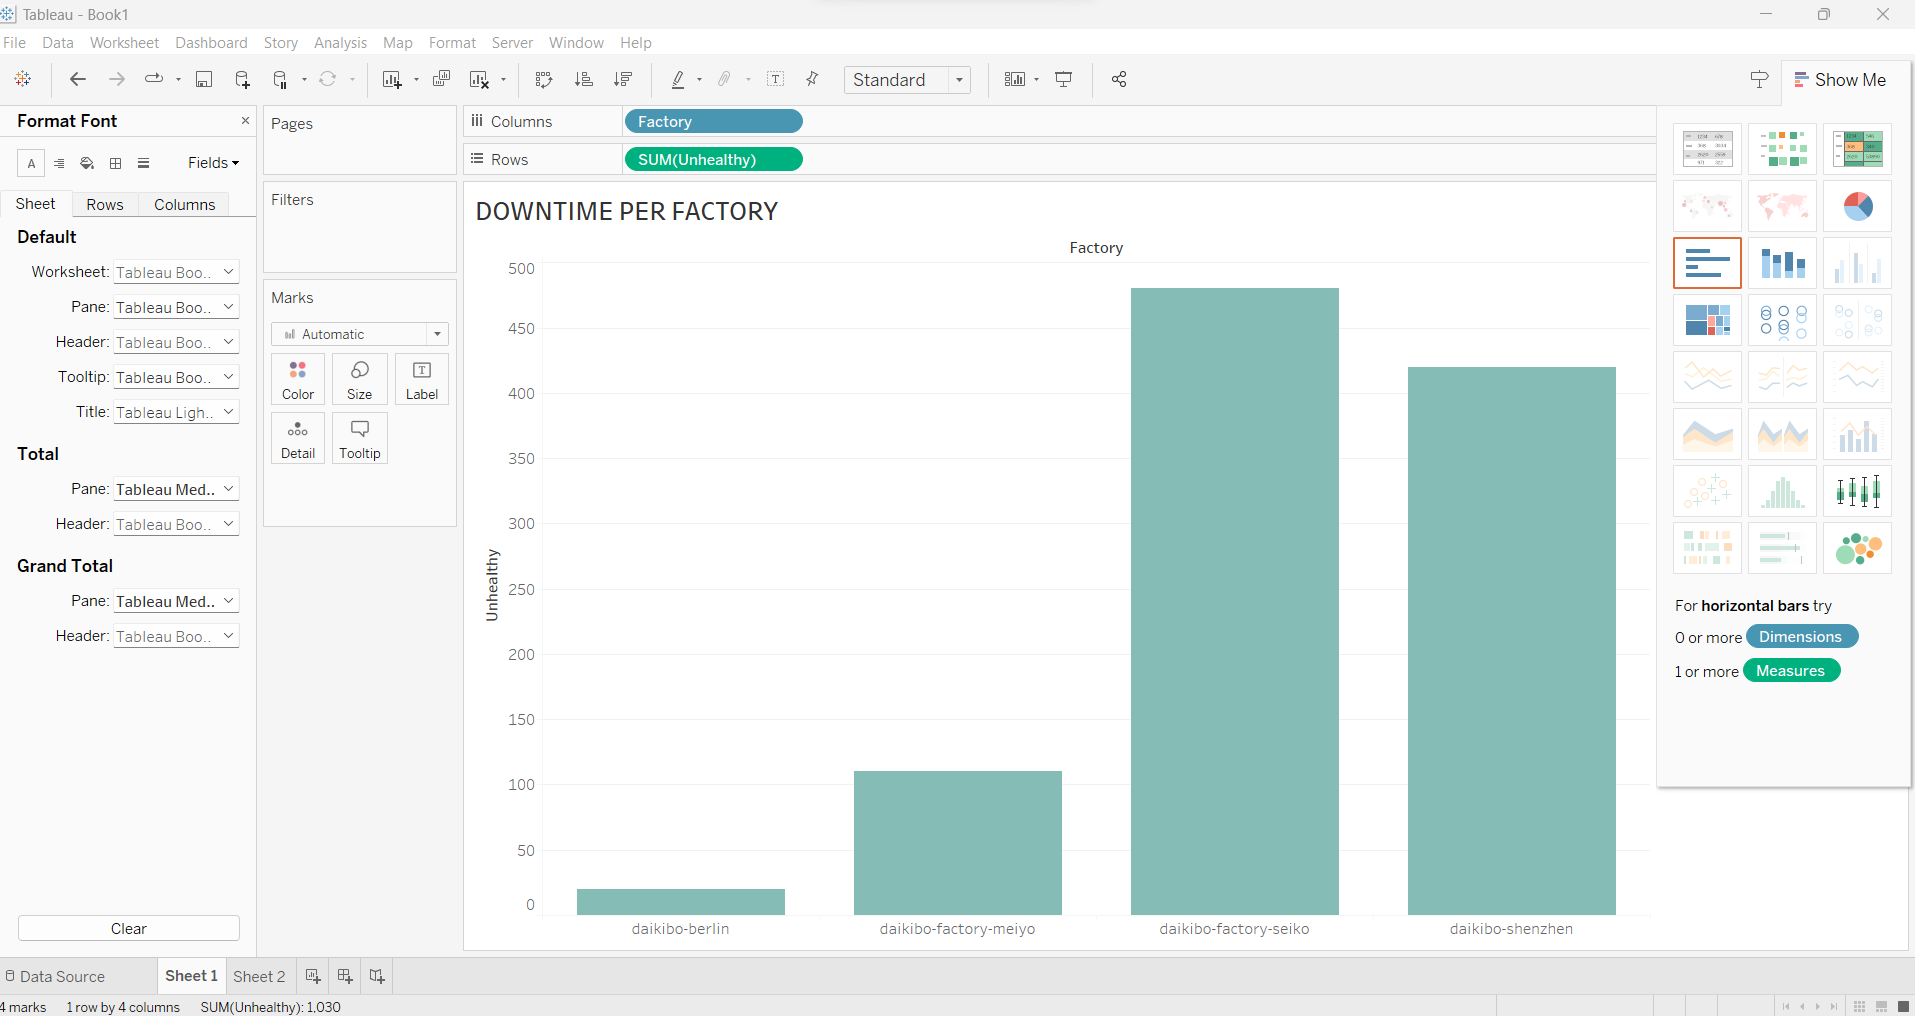 Tableau - Book1
File Data Worksheet Dashboard Story Analysis Map Format Server Window Help
Standard
Show Me
Format Font
Fields
Sheet Rows Columns
Default
Worksheet: Tableau Boo..
Pane: Tableau Boo..
Header: Tableau Boo..
Tooltip: Tableau Boo..
Title: Tableau Ligh..
Total
Pane: Tableau Med..
Header: Tableau Boo..
Grand Total
Pane: Tableau Med..
Header: Tableau Boo..
Clear
Pages
Filters
Marks
Automatic
Color Size Label
Detail Tooltip
Columns Factory
Rows SUM(Unhealthy)
DOWNTIME PER FACTORY
Factory
500
450
400
350
300
250
200
150
100
50
0
Unhealthy
daikibo-berlin daikibo-factory-meiyo daikibo-factory-seiko daikibo-shenzhen
For horizontal bars try
0 or more Dimensions
1 or more Measures
Data Source Sheet 1 Sheet 2
4 marks 1 row by 4 columns SUM(Unhealthy): 1,030